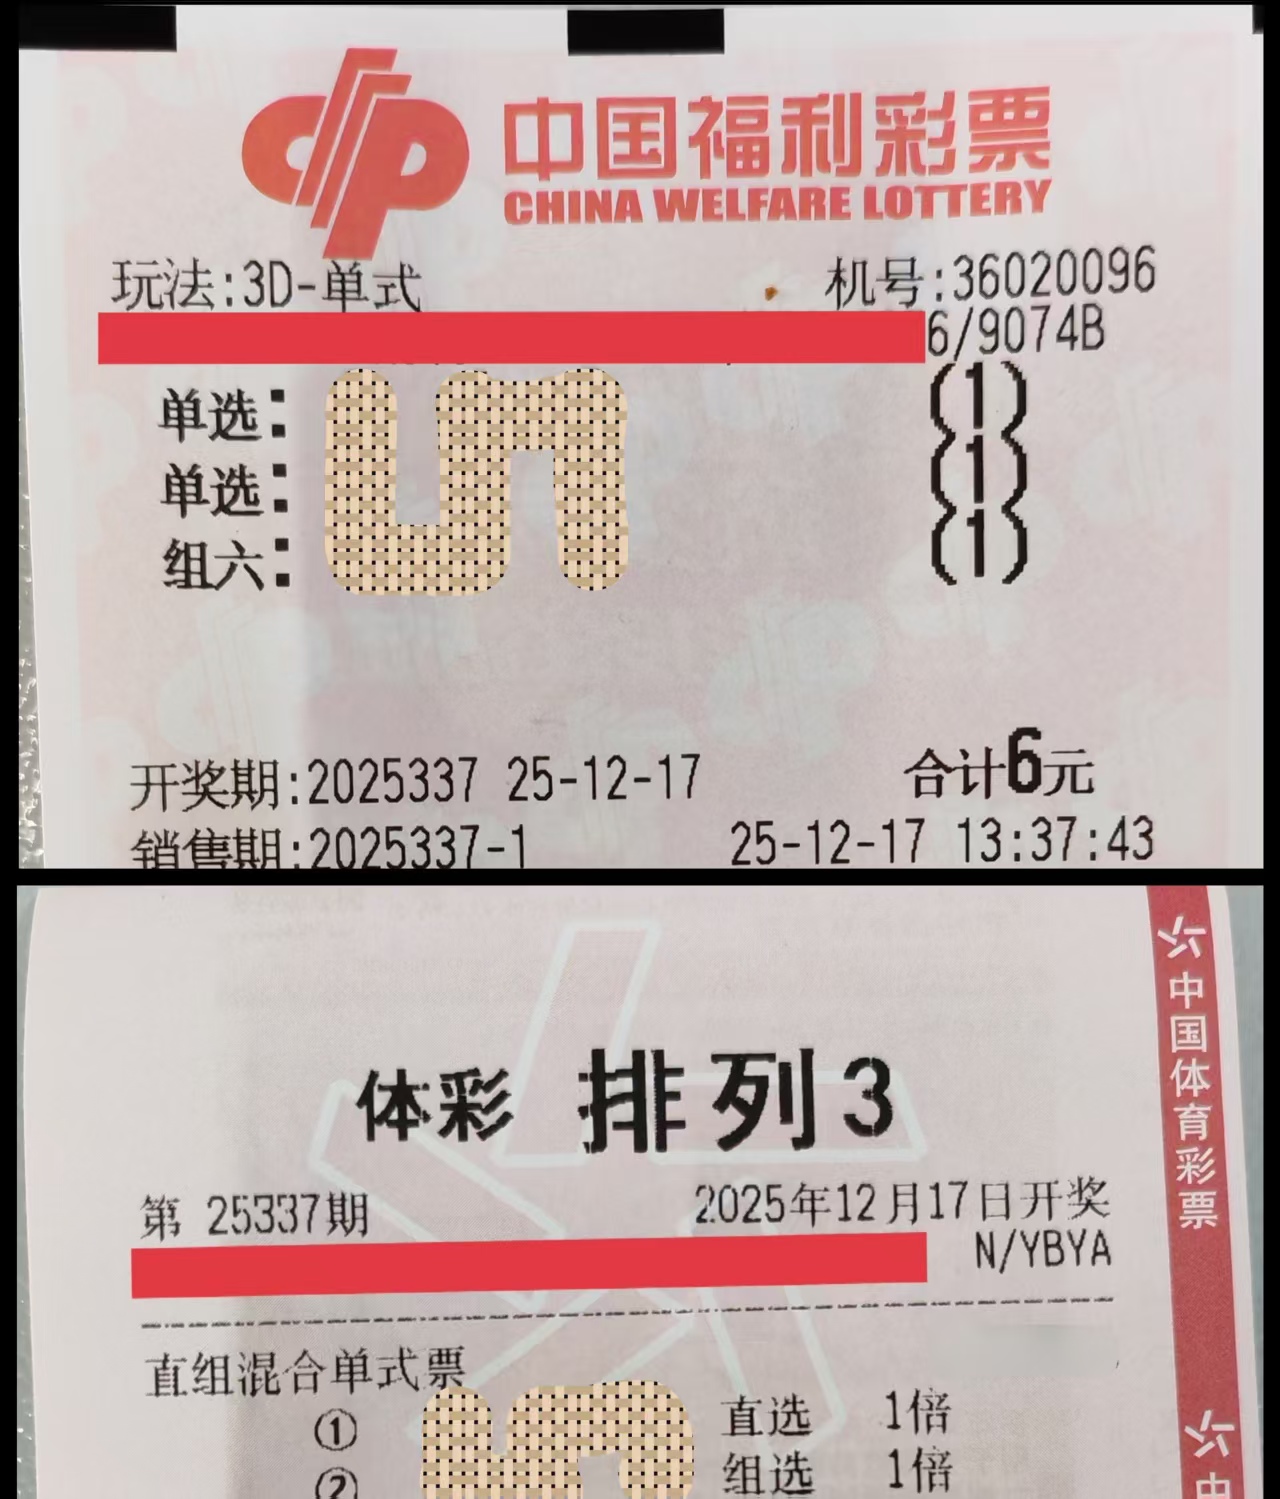 中国福利彩票
CHINA WELFARE LOTTERY
玩法:3D-单式 机号:36020096
6/9074B
单选: (1)
单选: (1)
组六: (1)
开奖期:2025337 25-12-17 合计6元
销售期:2025337-1 25-12-17 13:37:43
体彩 排列3
第 25337期 2025年12月17日开奖
N/YBYA
直组混合单式票
① 直选 1倍
② 组选 1倍
中国体育彩票
中